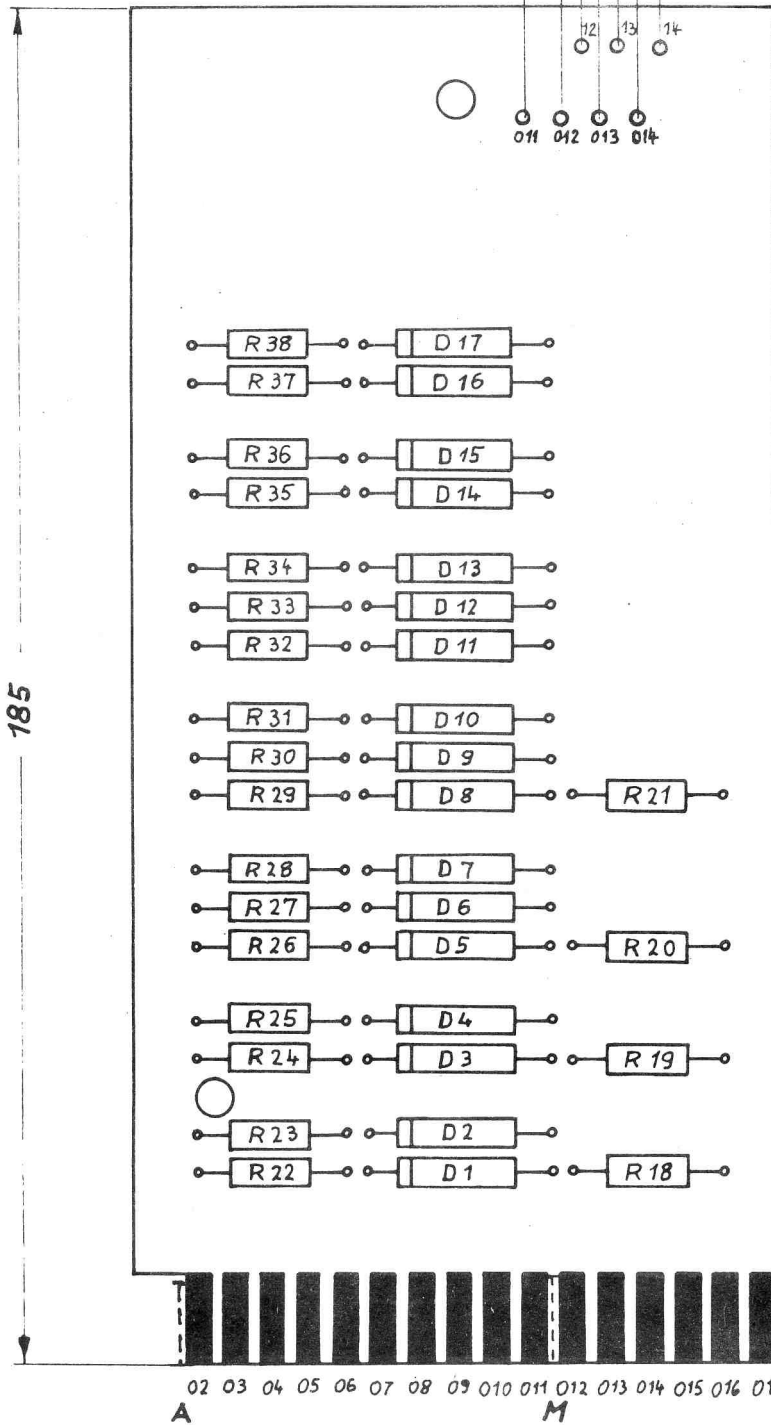 12 13 14
011 012 013 014
R 38 D 17
R 37 D 16
R 36 D 15
R 35 D 14
R 34 D 13
R 33 D 12
R 32 D 11
185
R 31 D 10
R 30 D 9
R 29 D 8 R 21
R 28 D 7
R 27 D 6
R 26 D 5 R 20
R 25 D 4
R 24 D 3 R 19
R 23 D 2
R 22 D 1 R 18
02 03 04 05 06 07 08 09 010 011 012 013 014 015 016 01
A M